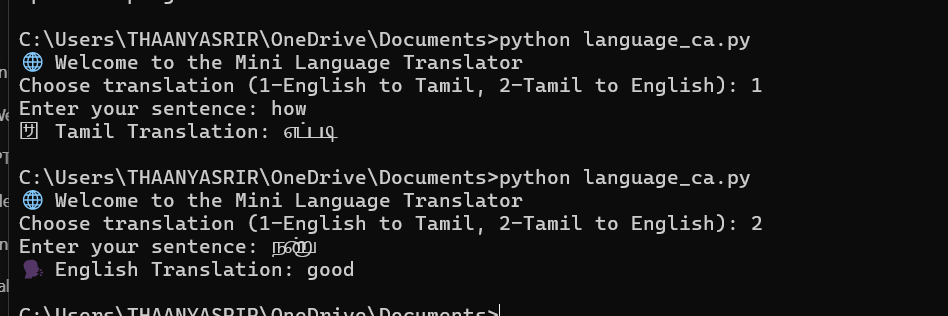 C:\Users\THAANYASRIR\OneDrive\Documents>python language_ca.py
🌐 Welcome to the Mini Language Translator
Choose translation (1-English to Tamil, 2-Tamil to English): 1
Enter your sentence: how
🈂 Tamil Translation: எப்படி
C:\Users\THAANYASRIR\OneDrive\Documents>python language_ca.py
🌐 Welcome to the Mini Language Translator
Choose translation (1-English to Tamil, 2-Tamil to English): 2
Enter your sentence: நன்று
🗣 English Translation: good
C:\Users\THAANYASRIR\OneDrive\Documents>